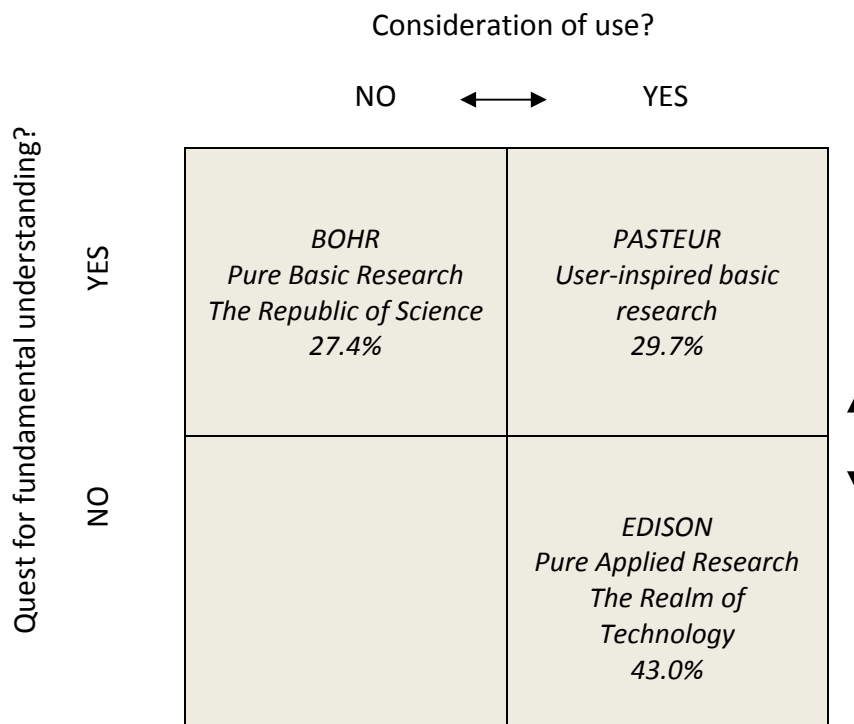 Consideration of use?
NO YES
Quest for fundamental understanding?
YES
BOHR
Pure Basic Research
The Republic of Science
27.4%
PASTEUR
User-inspired basic
research
29.7%
NO
EDISON
Pure Applied Research
The Realm of
Technology
43.0%